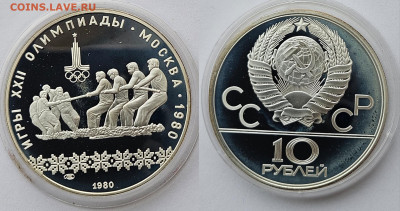 COINS.LAVE.RU
ИГРЫ XXII ОЛИМПИАДЫ · МОСКВА · 1980
1980
СССР
10
РУБЛЕЙ